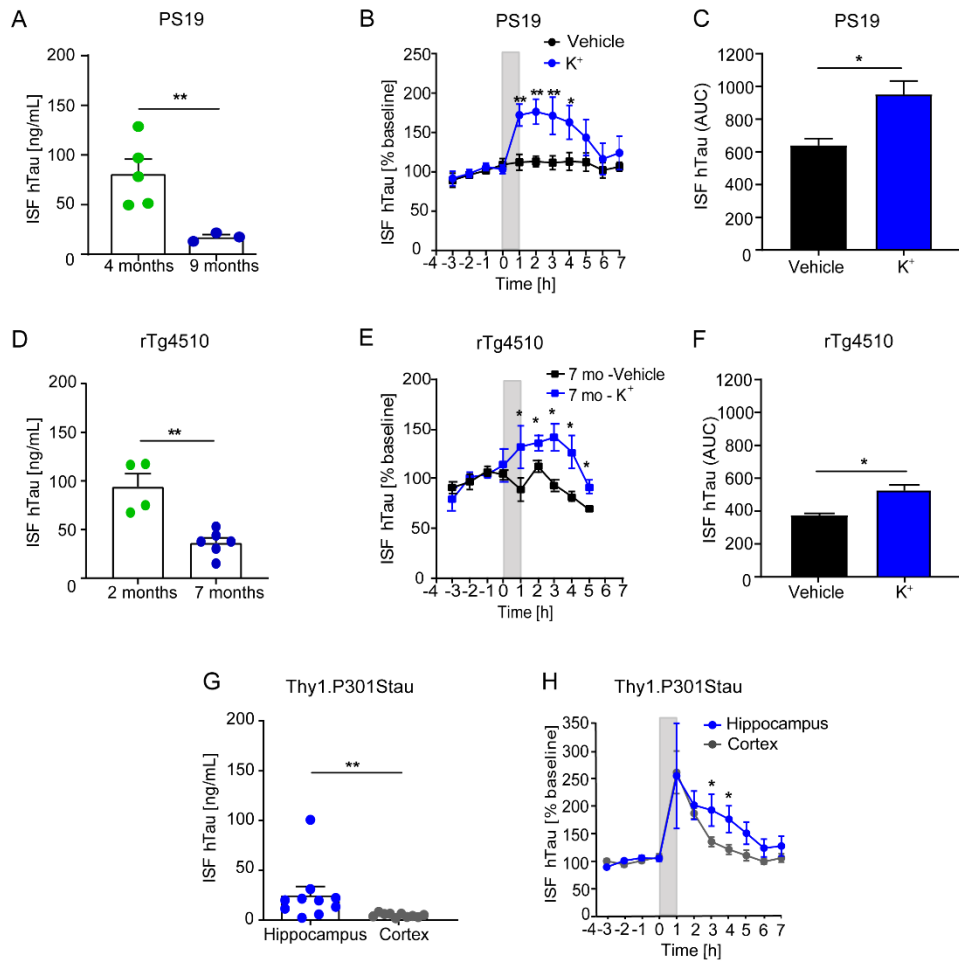 A
PS19
ISF hTau [ng/mL]
200
150
100
50
0
**
4 months
9 months
B
PS19
Vehicle
K⁺
ISF hTau [% baseline]
200
150
100
50
0
** ** ** *
-4 -3 -2 -1 0 1 2 3 4 5 6 7
Time [h]
C
PS19
ISF hTau (AUC)
1200
1000
800
600
400
200
0
*
Vehicle
K⁺
D
rTg4510
ISF hTau [ng/mL]
200
150
100
50
0
**
2 months
7 months
E
rTg4510
7 mo -Vehicle
7 mo - K⁺
ISF hTau [% baseline]
200
150
100
50
0
* * * * *
-4 -3 -2 -1 0 1 2 3 4 5 6 7
Time [h]
F
rTg4510
ISF hTau (AUC)
1200
1000
800
600
400
200
0
*
Vehicle
K⁺
G
Thy1.P301Stau
ISF hTau [ng/mL]
200
150
100
50
0
**
Hippocampus
Cortex
H
Thy1.P301Stau
Hippocampus
Cortex
ISF hTau [% baseline]
350
300
250
200
150
100
50
0
* *
-4 -3 -2 -1 0 1 2 3 4 5 6 7
Time [h]